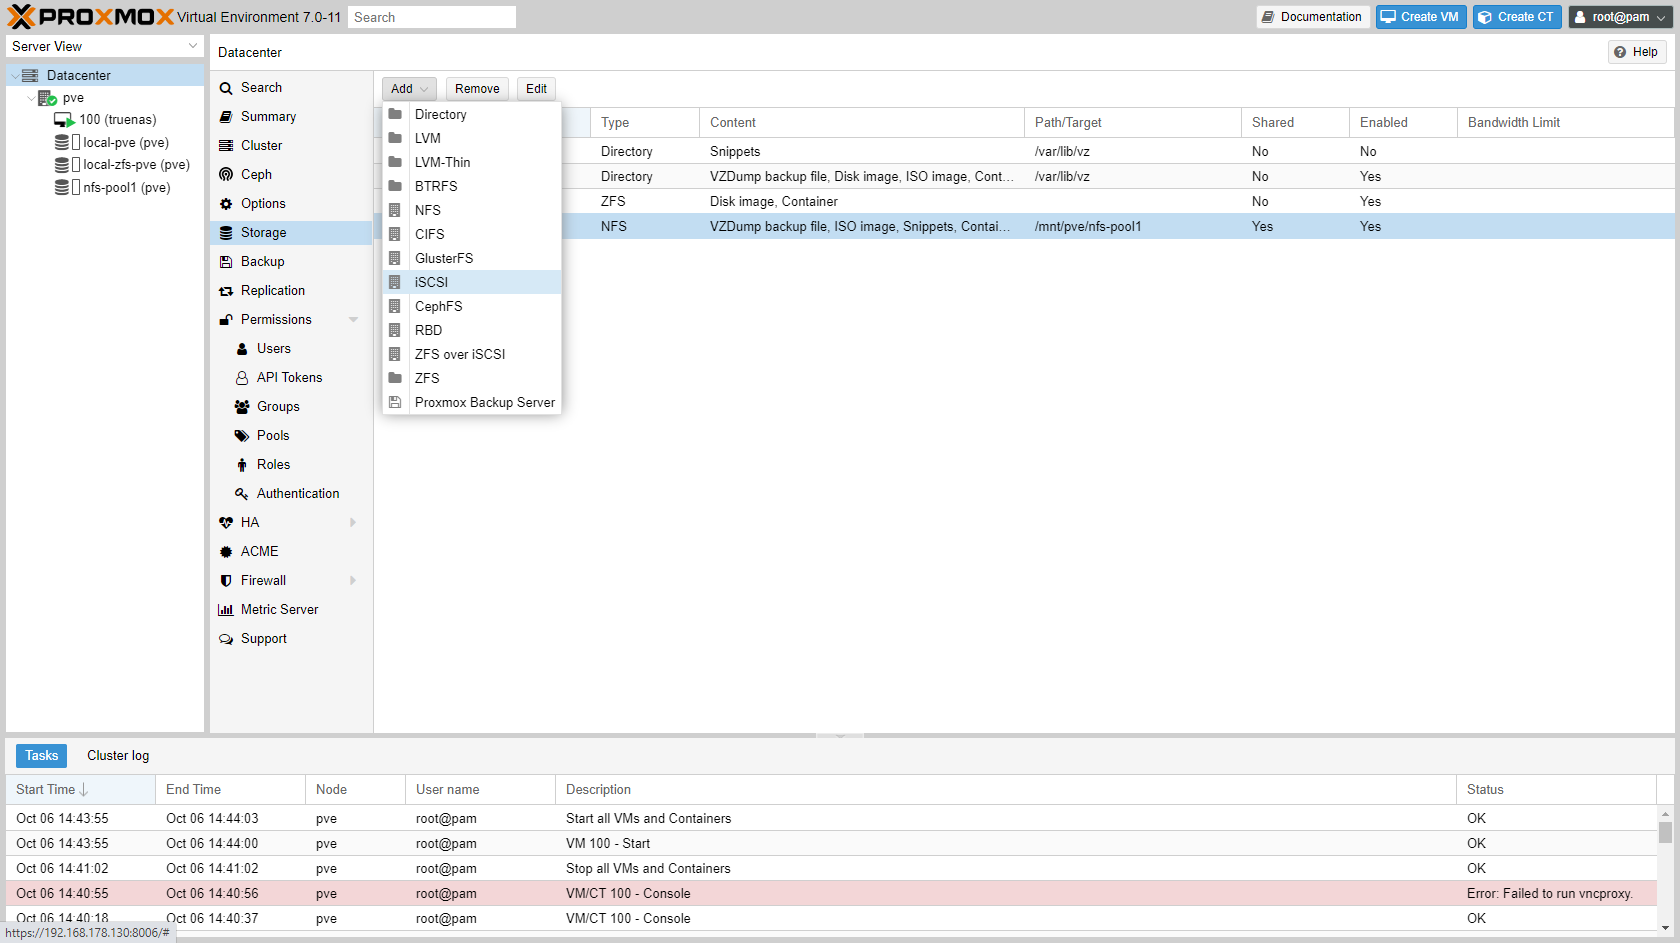 PROXMOX Virtual Environment 7.0-11 Search Documentation Create VM Create CT root@pam
Server View
Datacenter
pve
100 (truenas)
local-pve (pve)
local-zfs-pve (pve)
nfs-pool1 (pve)
Datacenter Help
Search
Summary
Cluster
Ceph
Options
Storage
Backup
Replication
Permissions
Users
API Tokens
Groups
Pools
Roles
Authentication
HA
ACME
Firewall
Metric Server
Support
Add Remove Edit
Directory
LVM
LVM-Thin
BTRFS
NFS
CIFS
GlusterFS
iSCSI
CephFS
RBD
ZFS over iSCSI
ZFS
Proxmox Backup Server
Type Content Path/Target Shared Enabled Bandwidth Limit
Directory Snippets /var/lib/vz No No
Directory VZDump backup file, Disk image, ISO image, Cont... /var/lib/vz No Yes
ZFS Disk image, Container No Yes
NFS VZDump backup file, ISO image, Snippets, Contai... /mnt/pve/nfs-pool1 Yes Yes
Tasks Cluster log
Start Time End Time Node User name Description Status
Oct 06 14:43:55 Oct 06 14:44:03 pve root@pam Start all VMs and Containers OK
Oct 06 14:43:55 Oct 06 14:44:00 pve root@pam VM 100 - Start OK
Oct 06 14:41:02 Oct 06 14:41:02 pve root@pam Stop all VMs and Containers OK
Oct 06 14:40:55 Oct 06 14:40:56 pve root@pam VM/CT 100 - Console Error: Failed to run vncproxy.
Oct 06 14:40:18 Oct 06 14:40:37 pve root@pam VM/CT 100 - Console OK
https://192.168.178.130:8006/#